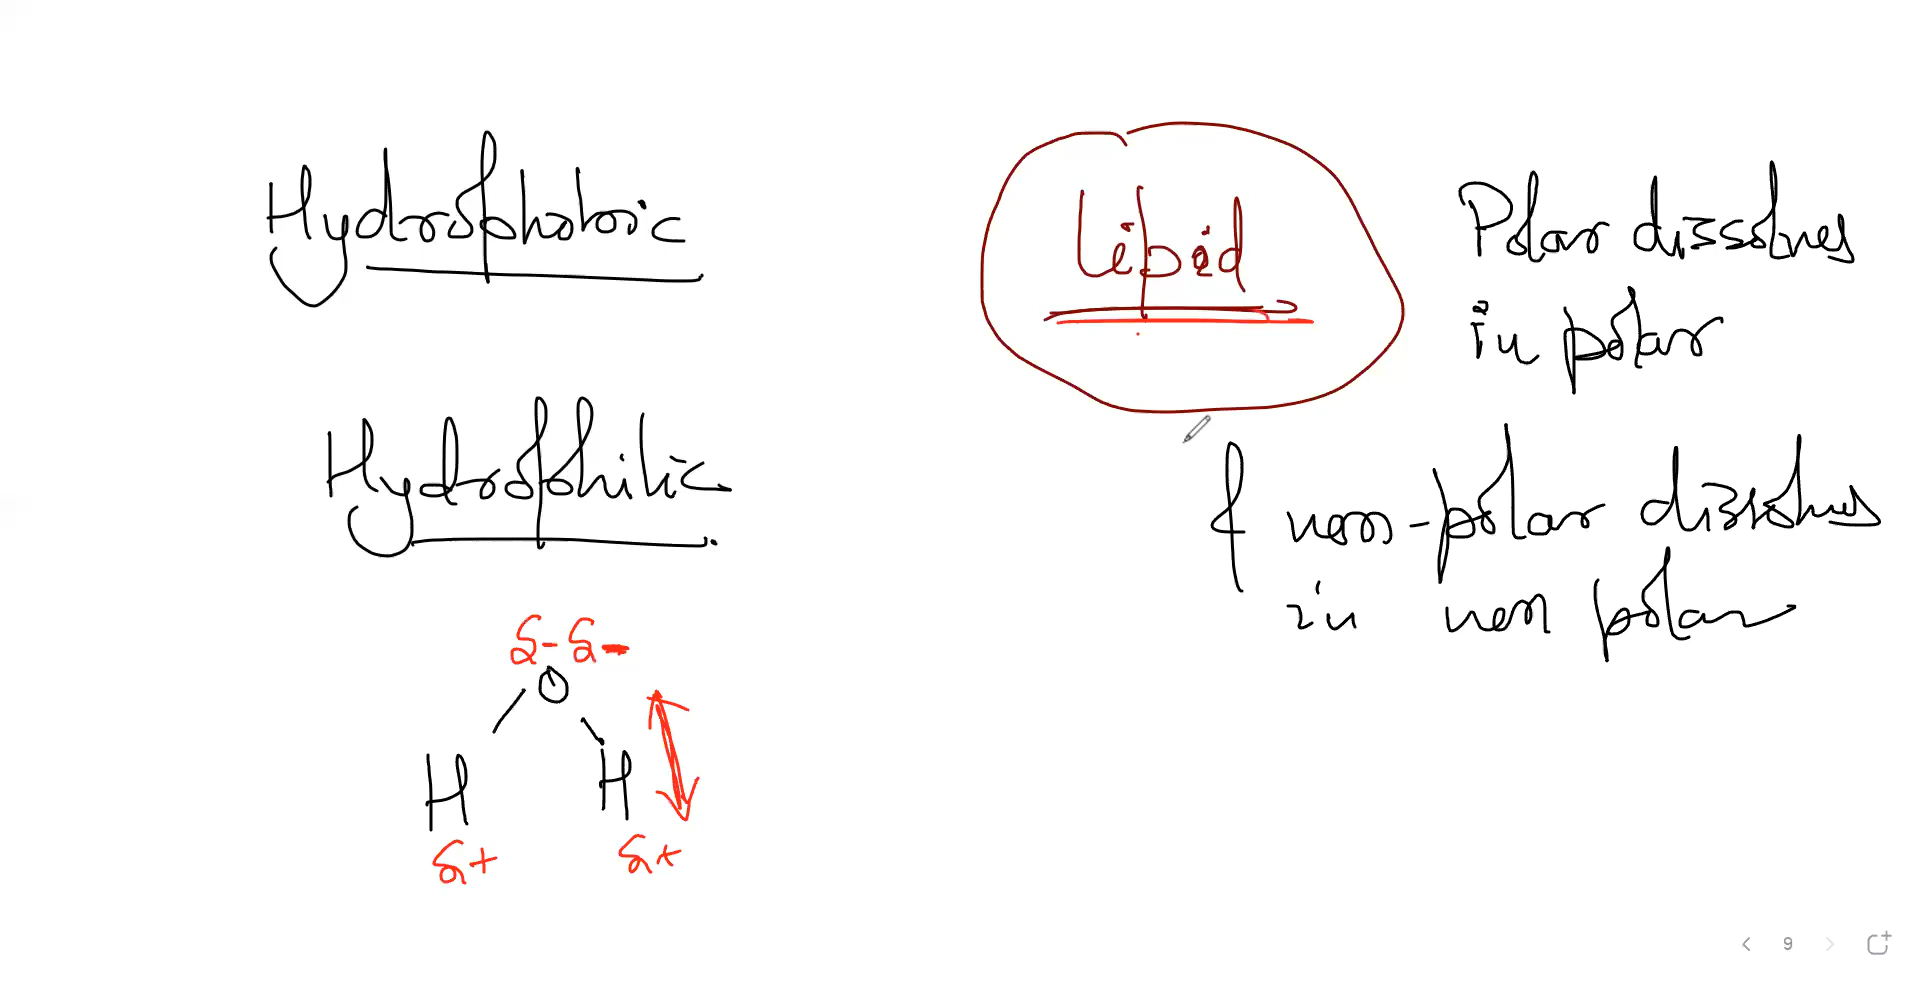 Hydrophobic
Hydrophilic
δ- δ-
O
H H
δ+ δ+
Lipid
Polar dissolves
in polar
& non-polar dissolves
in non polar
9